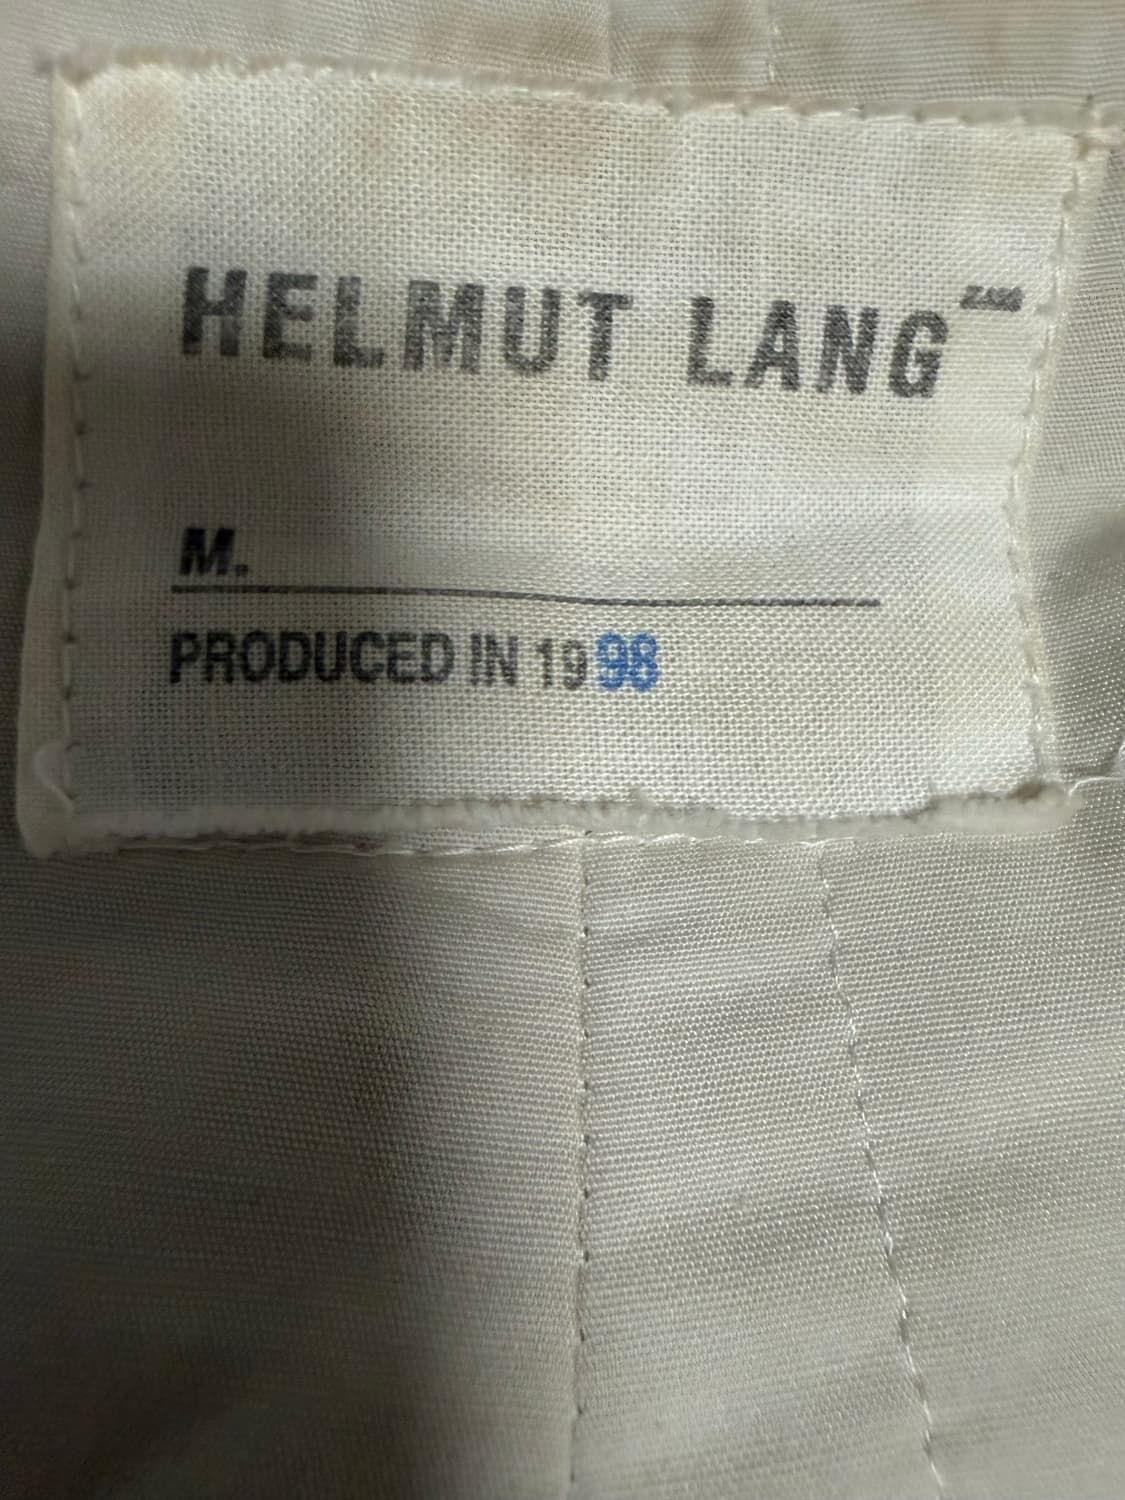 HELMUT LANG
M.
PRODUCED IN 1998